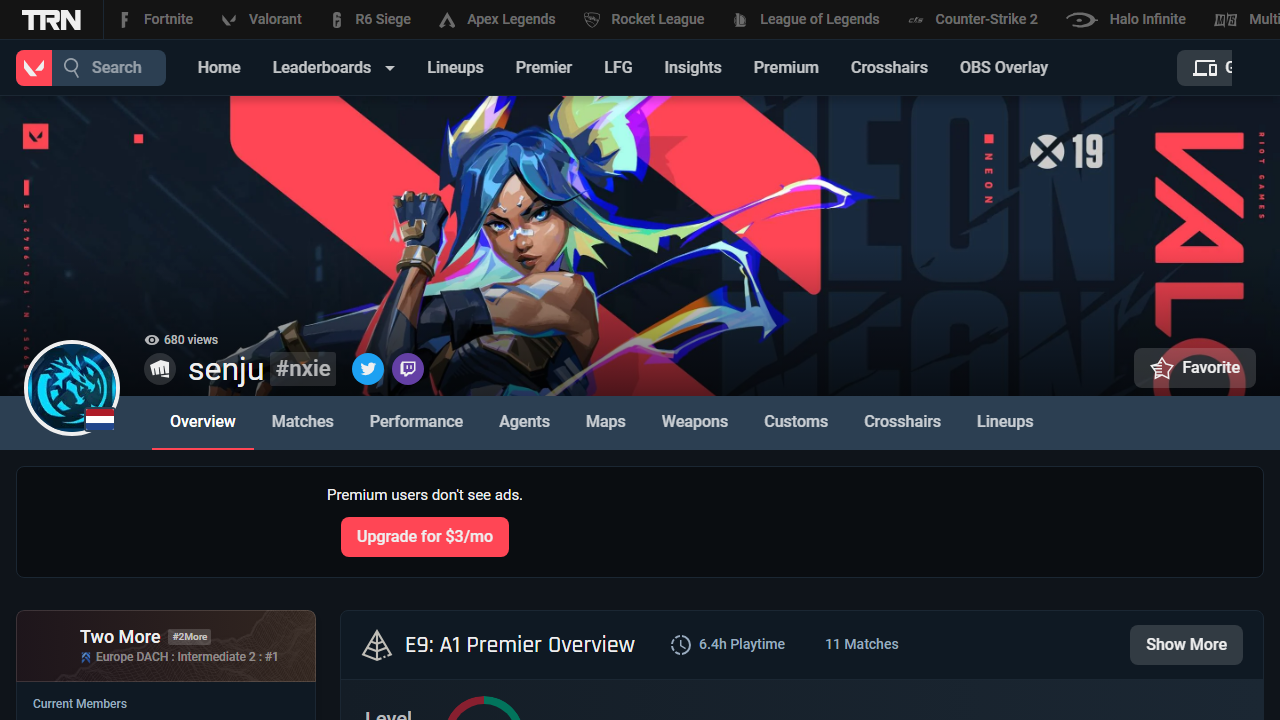 TRN
Fortnite
Valorant
R6 Siege
Apex Legends
Rocket League
League of Legends
Counter-Strike 2
Halo Infinite
Multi
Search
Home
Leaderboards
Lineups
Premier
LFG
Insights
Premium
Crosshairs
OBS Overlay
NEON
NEON
NEON
19
RIOT GAMES
VALO
680 views
senju #nxie
Favorite
Overview
Matches
Performance
Agents
Maps
Weapons
Customs
Crosshairs
Lineups
Premium users don't see ads.
Upgrade for $3/mo
Two More #2More
Europe DACH : Intermediate 2 : #1
Current Members
E9: A1 Premier Overview
6.4h Playtime
11 Matches
Show More
Level